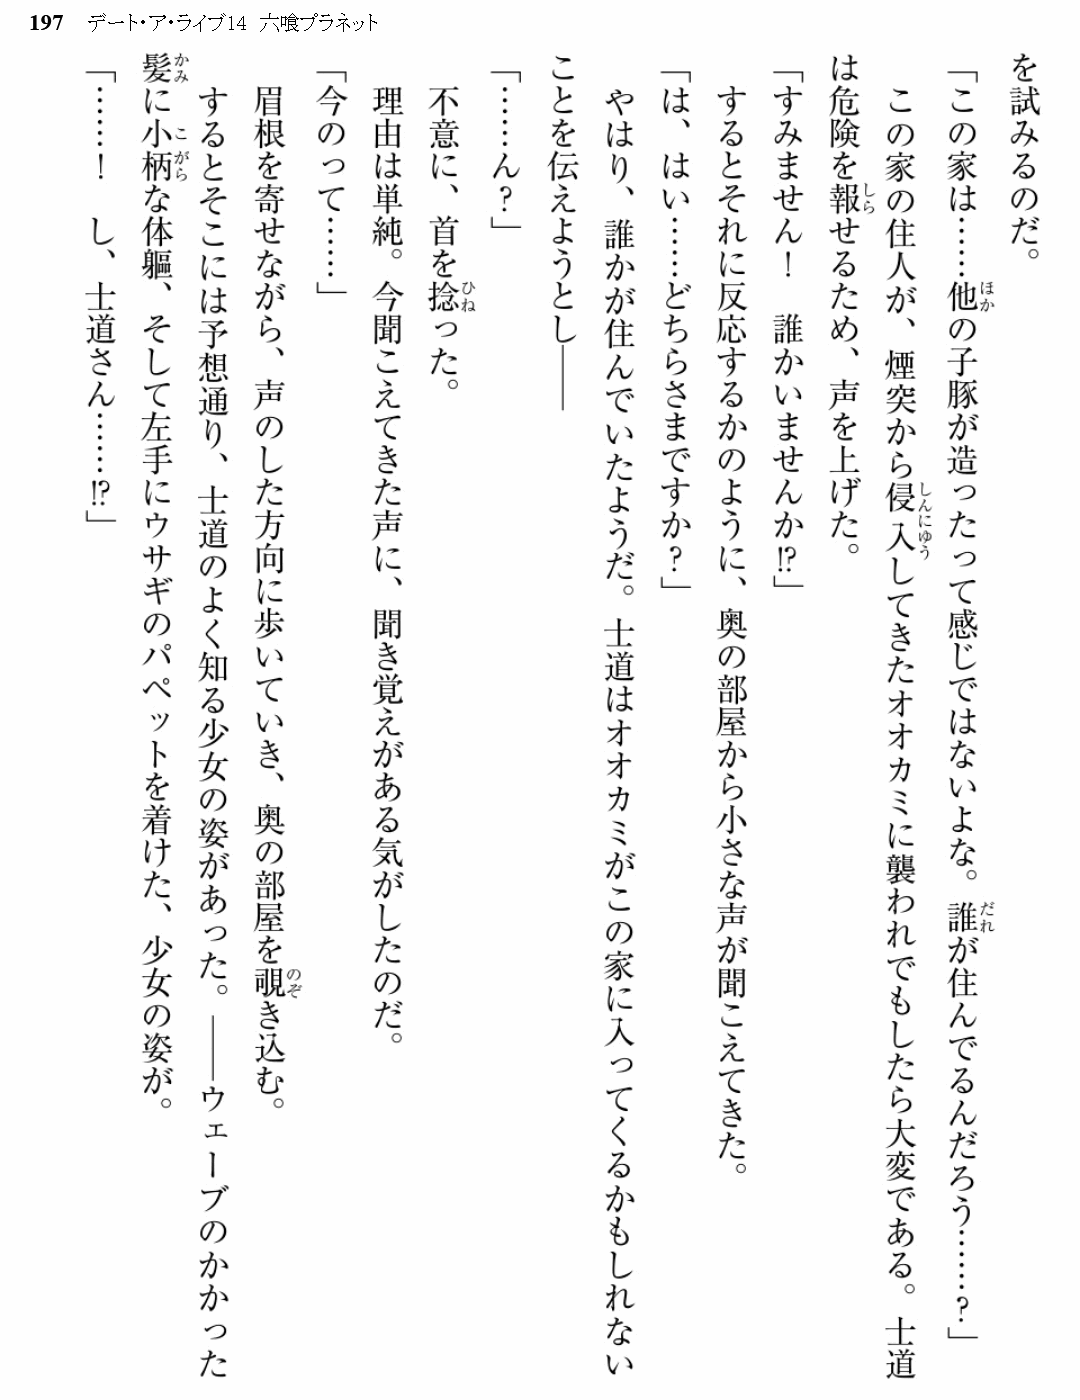 197 デート・ア・ライブ14 六喰プラネット
を試みるのだ。
「この家は……他の子豚が造ったって感じではないよな。誰が住んでるんだろう……？」
この家の住人が、煙突から侵入してきたオオカミに襲われでもしたら大変である。士道
は危険を報せるため、声を上げた。
「すみません！　誰かいませんか⁉」
するとそれに反応するかのように、奥の部屋から小さな声が聞こえてきた。
「は、はい……どちらさまですか？」
やはり、誰かが住んでいたようだ。士道はオオカミがこの家に入ってくるかもしれない
ことを伝えようとし――
「……ん？」
不意に、首を捻った。
理由は単純。今聞こえてきた声に、聞き覚えがある気がしたのだ。
「今のって……」
眉根を寄せながら、声のした方向に歩いていき、奥の部屋を覗き込む。
するとそこには予想通り、士道のよく知る少女の姿があった。――ウェーブのかかった
髪に小柄な体軀、そして左手にウサギのパペットを着けた、少女の姿が。
「……！　し、士道さん……⁉」